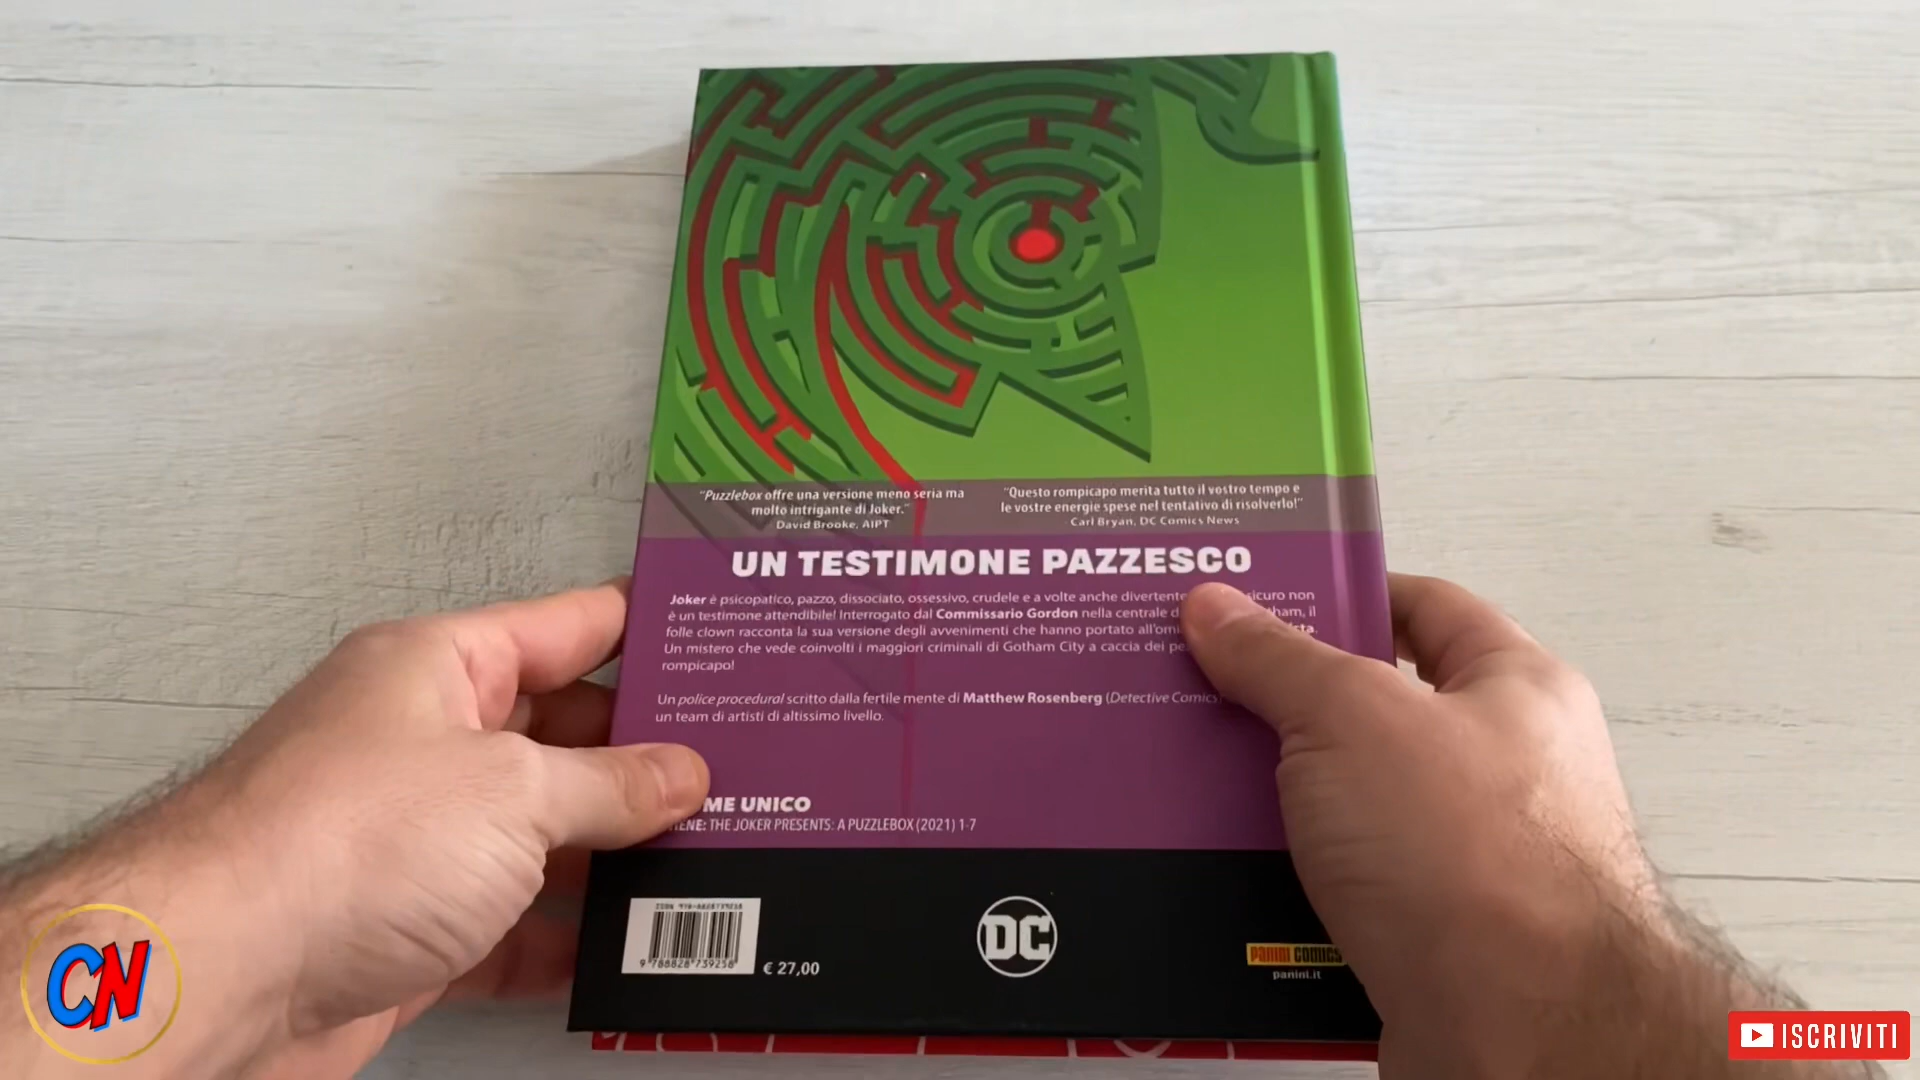 "Puzzlebox offre una versione meno seria ma
molto intrigante di Joker."
David Brooke, AIPT
"Questo rompicapo merita tutto il vostro tempo e
le vostre energie spese nel tentativo di risolverlo!"
Carl Bryan, DC Comics News
UN TESTIMONE PAZZESCO
Joker è psicopatico, pazzo, dissociato, ossessivo, crudele e a volte anche divertente sicuro non
è un testimone attendibile! Interrogato dal Commissario Gordon nella centrale il
folle clown racconta la sua versione degli avvenimenti che hanno portato
Un mistero che vede coinvolti i maggiori criminali di Gotham City a caccia dei
rompicapo!
Un police procedural scritto dalla fertile mente di Matthew Rosenberg (Detective Comics)
un team di artisti di altissimo livello.
UNICO
THE JOKER PRESENTS: A PUZZLEBOX (2021) 1-7
9 788828 739258
€ 27,00
DC
PANINI COMICS
panini.it
CN
ISCRIVITI